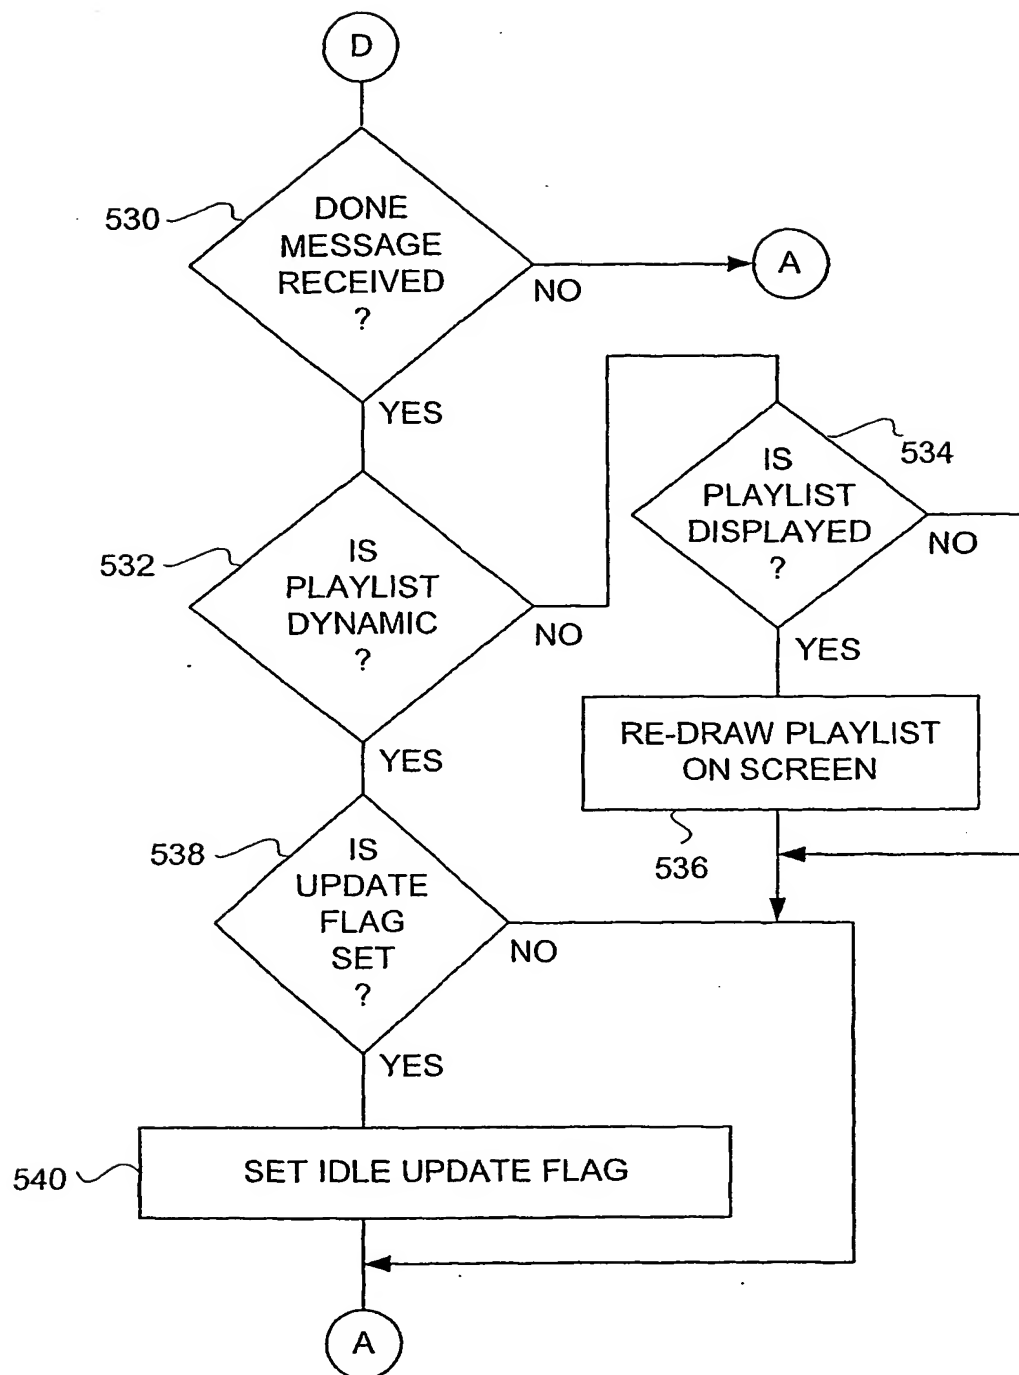 D
530
DONE
MESSAGE
RECEIVED
?
NO
A
YES
532
IS
PLAYLIST
DYNAMIC
?
NO
534
IS
PLAYLIST
DISPLAYED
?
NO
YES
RE-DRAW PLAYLIST
ON SCREEN
536
YES
538
IS
UPDATE
FLAG
SET
?
NO
YES
540
SET IDLE UPDATE FLAG
A